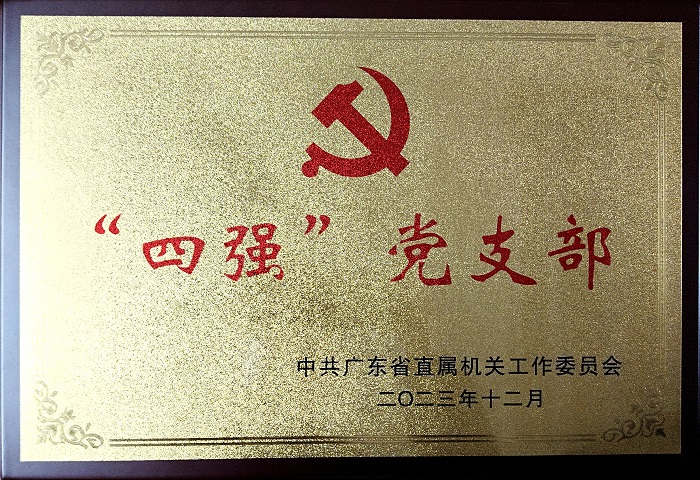 “四强”党支部
中共广东省直属机关工作委员会
二〇二三年十二月